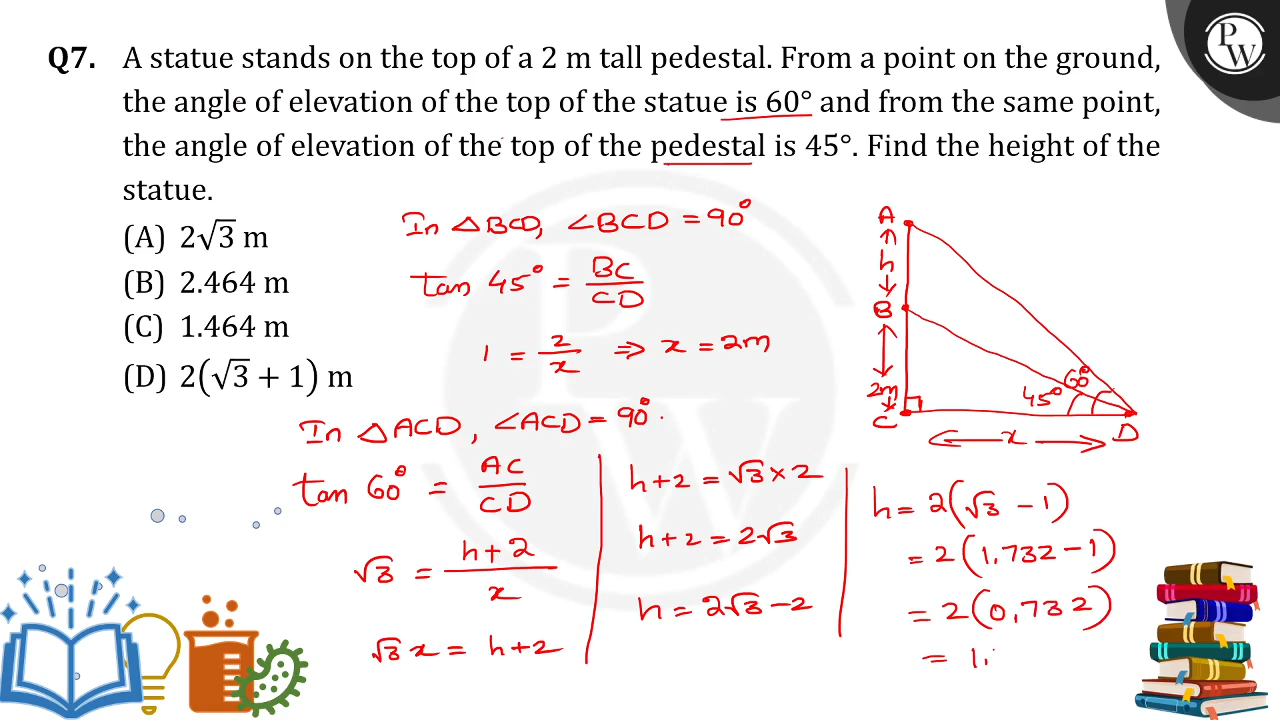 Q7. A statue stands on the top of a 2 m tall pedestal. From a point on the ground,
the angle of elevation of the top of the statue is 60° and from the same point,
the angle of elevation of the top of the pedestal is 45°. Find the height of the
statue.
(A) 2√3 m
(B) 2.464 m
(C) 1.464 m
(D) 2(√3 + 1) m
In △BCD, ∠BCD = 90°
tan 45° = BC/CD
1 = 2/x ⇒ x = 2m
In △ACD, ∠ACD = 90°.
tan 60° = AC/CD
√3 = h+2/x
√3 x = h+2
h+2 = √3 × 2
h+2 = 2√3
h = 2√3 - 2
h = 2(√3 - 1)
= 2(1.732 - 1)
= 2(0.732)
= 1.
A
h
B
2m
C
45°
60°
x
D
PW
PW